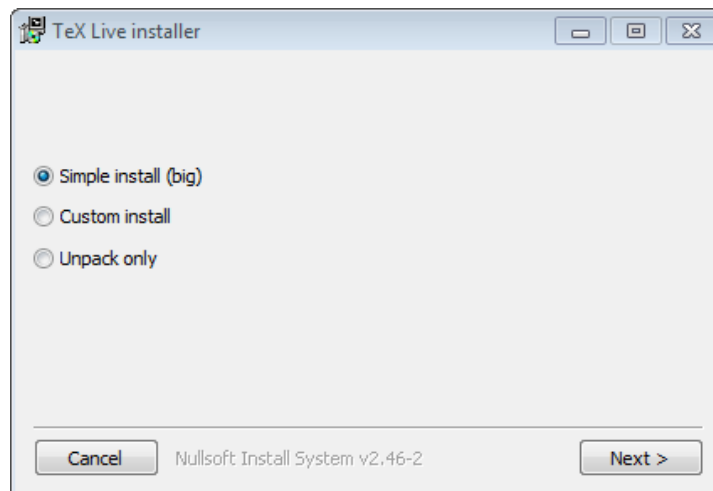 TeX Live installer
Simple install (big)
Custom install
Unpack only
Cancel
Nullsoft Install System v2.46-2
Next >